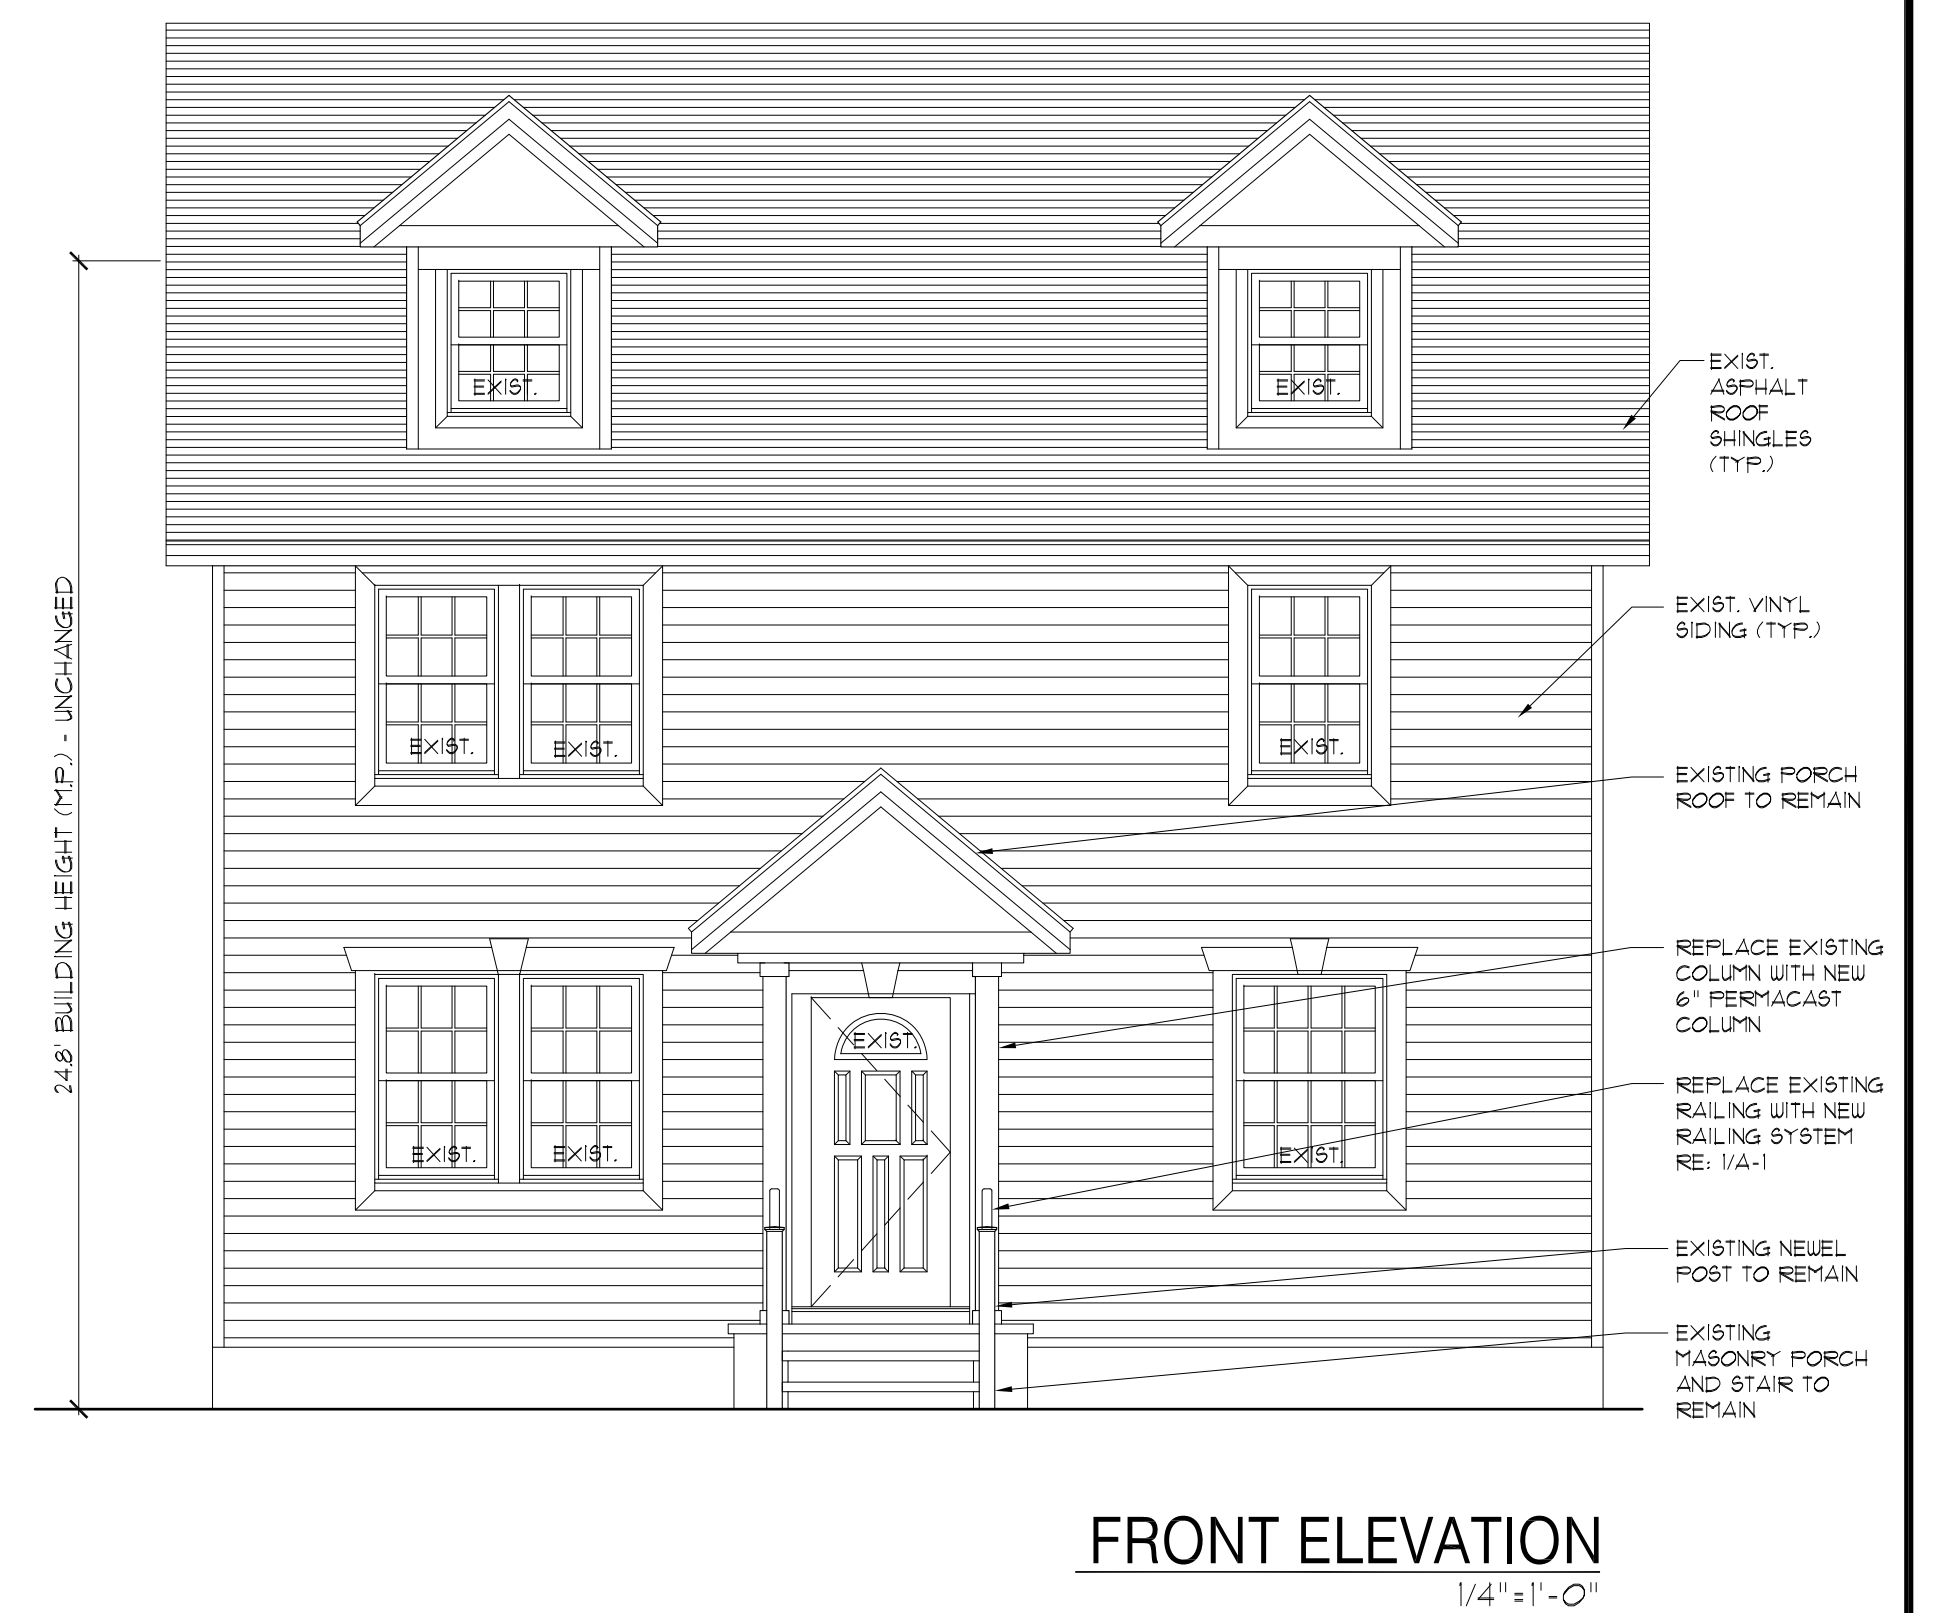 EXIST.
EXIST.
EXIST.
ASPHALT
ROOF
SHINGLES
(TYP.)
24.8' BUILDING HEIGHT (M.P.) - UNCHANGED
EXIST. VINYL
SIDING (TYP.)
EXIST.
EXIST.
EXIST.
EXISTING PORCH
ROOF TO REMAIN
REPLACE EXISTING
COLUMN WITH NEW
6" PERMACAST
COLUMN
EXIST.
REPLACE EXISTING
RAILING WITH NEW
RAILING SYSTEM
RE: 1/A-1
EXIST.
EXIST.
EXIST.
EXISTING NEWEL
POST TO REMAIN
EXISTING
MASONRY PORCH
AND STAIR TO
REMAIN
FRONT ELEVATION
1/4"=1'-0"